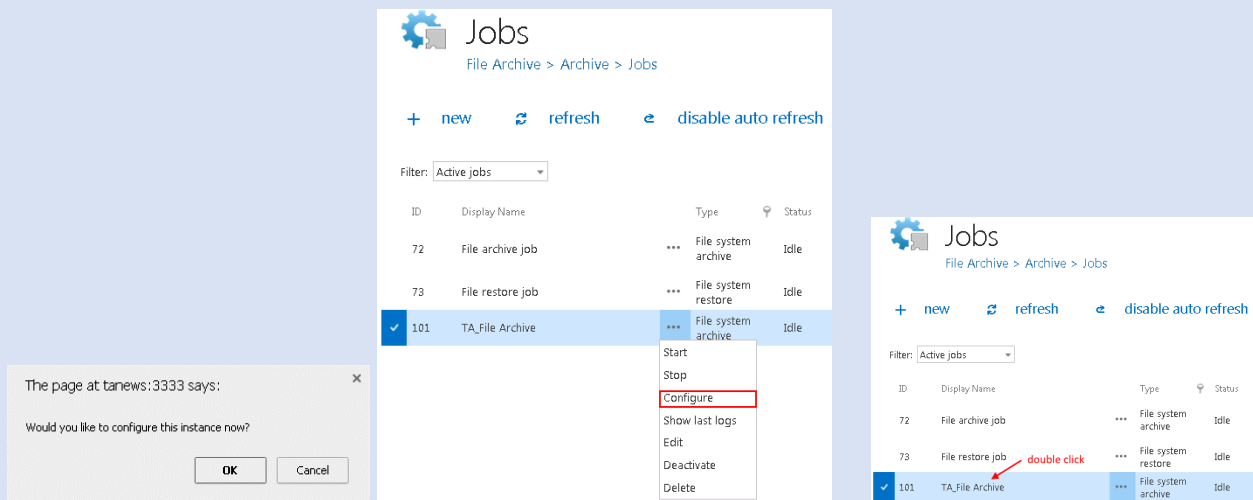 The page at tanews:3333 says:
Would you like to configure this instance now?
OK Cancel
Jobs
File Archive > Archive > Jobs
new refresh disable auto refresh
Filter: Active jobs
ID Display Name Type Status
72 File archive job ••• File system archive Idle
73 File restore job ••• File system restore Idle
101 TA_File Archive ••• File system archive Idle
Start
Stop
Configure
Show last logs
Edit
Deactivate
Delete
Jobs
File Archive > Archive > Jobs
new refresh disable auto refresh
Filter: Active jobs
ID Display Name Type Status
72 File archive job ••• File system archive Idle
73 File restore job ••• File system restore Idle
double click
101 TA_File Archive ••• File system archive Idle